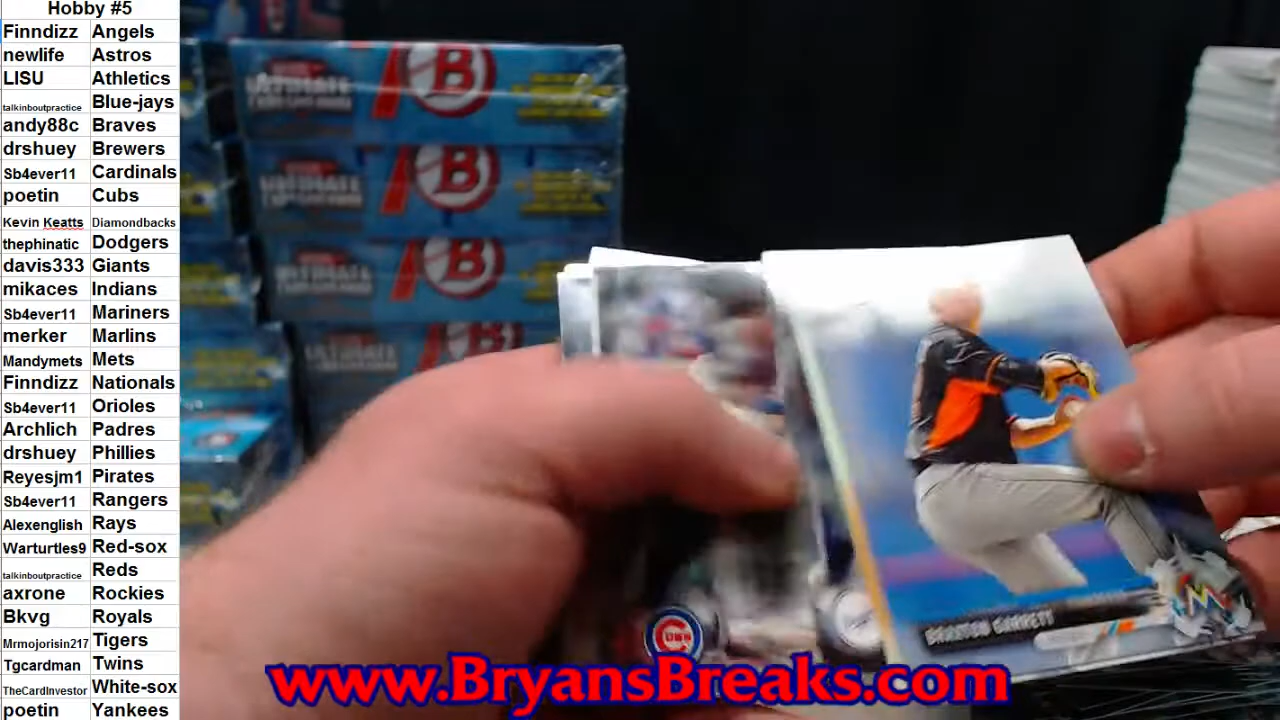 Hobby #5
Finndizz Angels
newlife Astros
LISU Athletics
talkinboutpractice Blue-jays
andy88c Braves
drshuey Brewers
Sb4ever11 Cardinals
poetin Cubs
Kevin Keatts Diamondbacks
thephinatic Dodgers
davis333 Giants
mikaces Indians
Sb4ever11 Mariners
merker Marlins
Mandymets Mets
Finndizz Nationals
Sb4ever11 Orioles
Archlich Padres
drshuey Phillies
Reyesjm1 Pirates
Sb4ever11 Rangers
Alexenglish Rays
Warturtles9 Red-sox
talkinboutpractice Reds
axrone Rockies
Bkvg Royals
Mrmojorisin217 Tigers
Tgcardman Twins
TheCardInvestor White-sox
poetin Yankees
B
B
B
BRAXTON GARRETT
CUBS
www.BryansBreaks.com